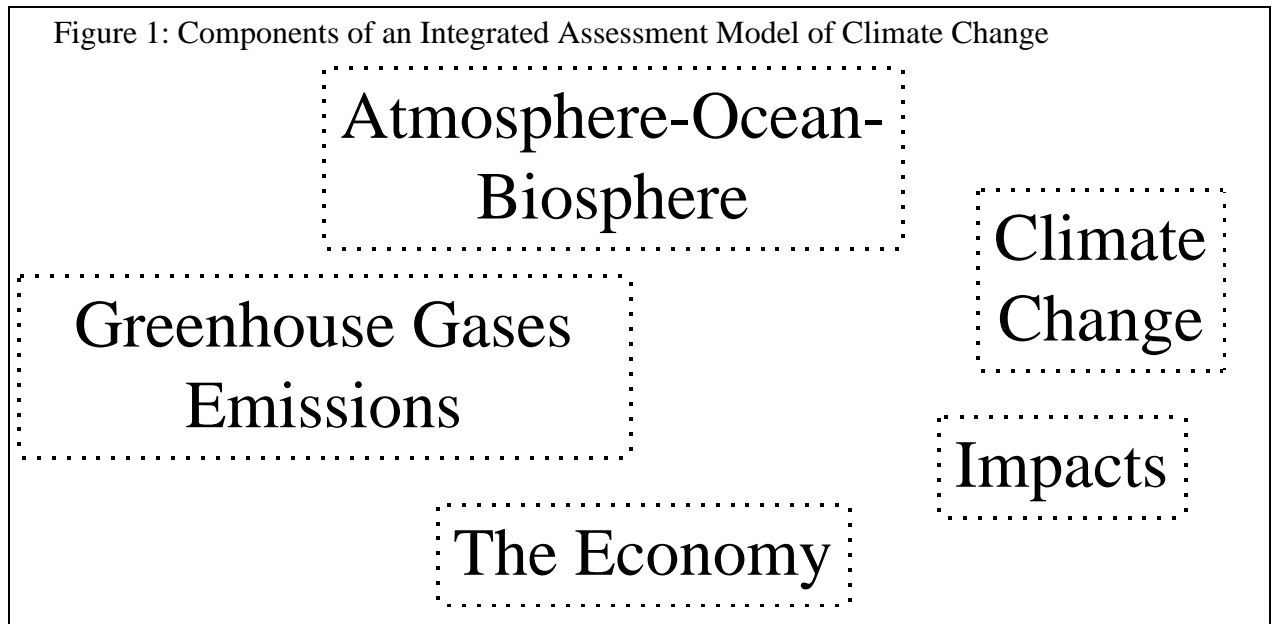 Figure 1: Components of an Integrated Assessment Model of Climate Change
Atmosphere-Ocean-
Biosphere
Climate
Change
Greenhouse Gases
Emissions
Impacts
The Economy